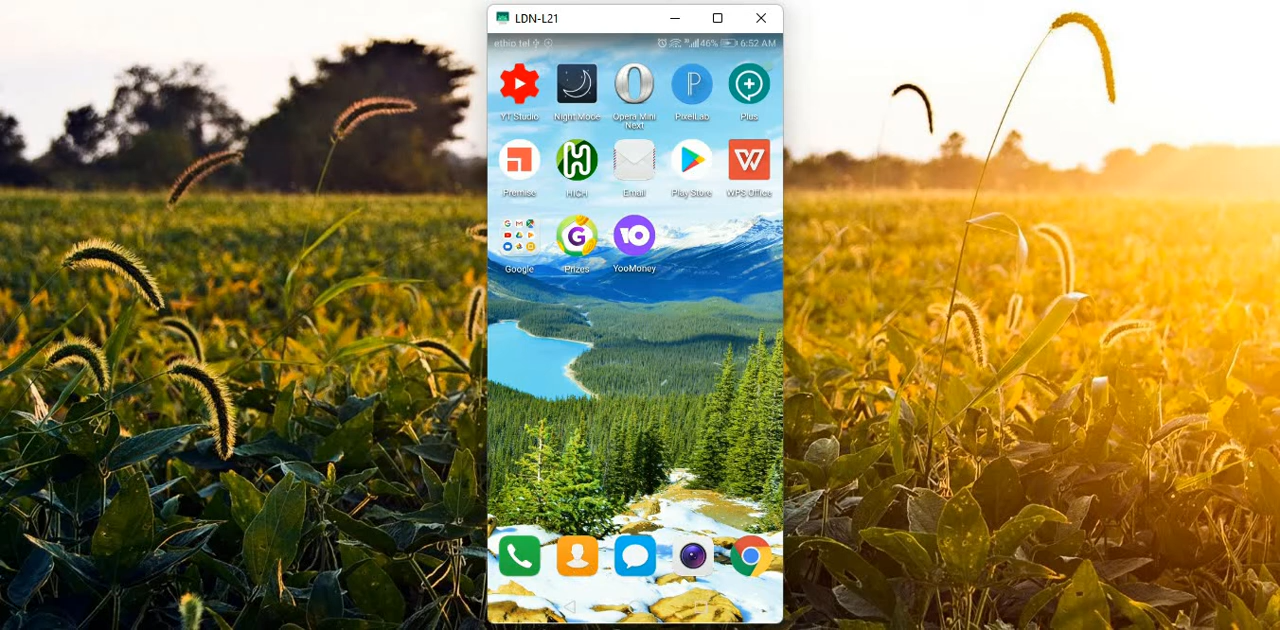 LDN-L21
ethio tel 46% 6:52 AM
YT Studio Night Mode Opera Mini Next PixelLab Plus
Premise HICH Email Play Store WPS Office
Google Prizes YooMoney